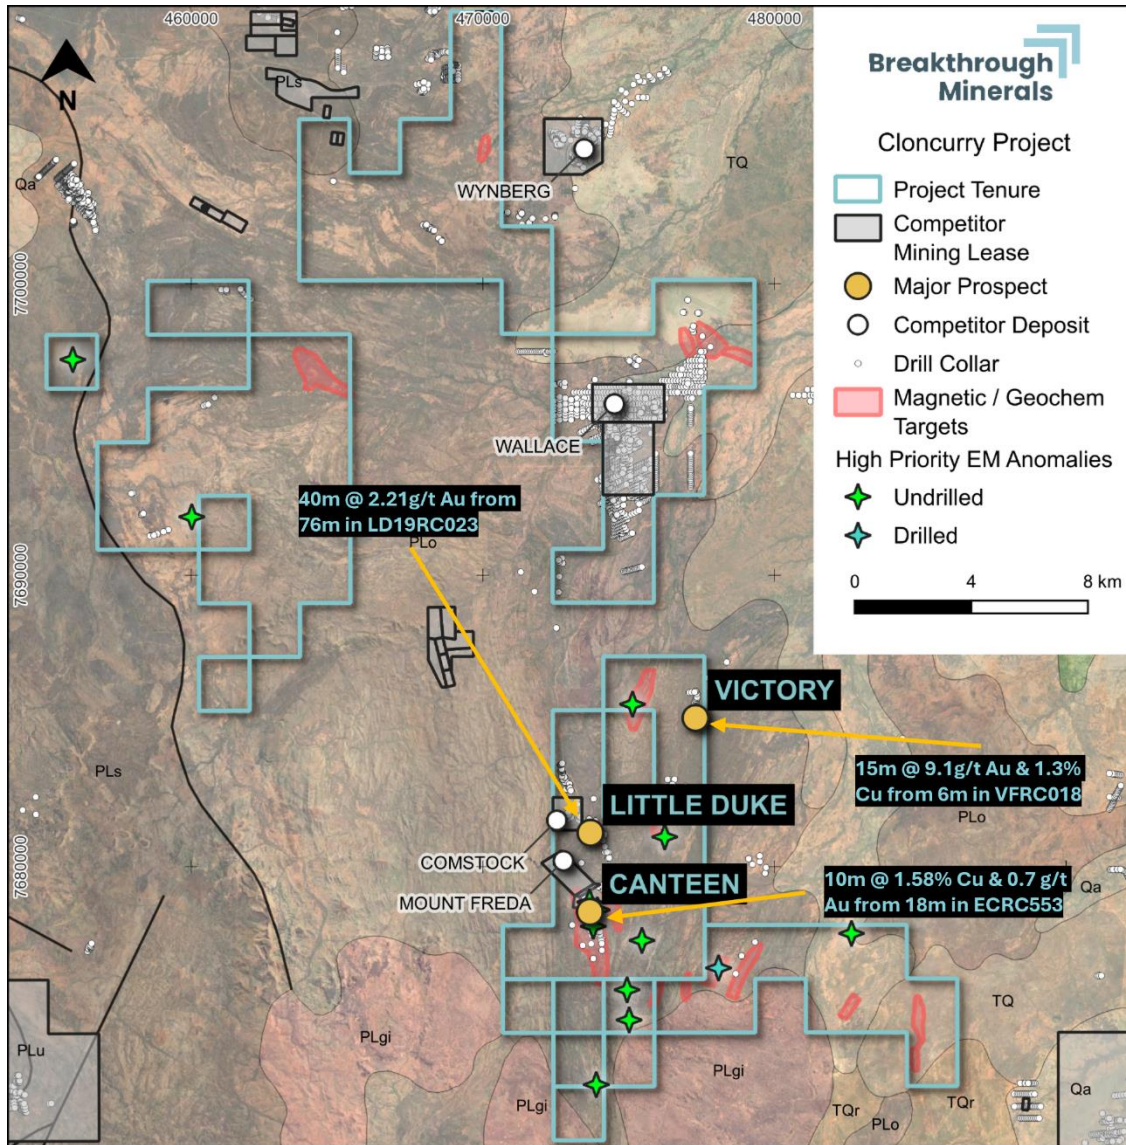 460000
470000
480000
Breakthrough
Minerals
Cloncurry Project
Project Tenure
Competitor
Mining Lease
Major Prospect
Competitor Deposit
Drill Collar
Magnetic / Geochem
Targets
High Priority EM Anomalies
Undrilled
Drilled
0 4 8 km
N
PLs
Qa
TQ
WYNBERG
7700000
WALLACE
40m @ 2.21g/t Au from
76m in LD19RC023
PLo
7690000
VICTORY
15m @ 9.1g/t Au & 1.3%
Cu from 6m in VFRC018
PLs
PLo
LITTLE DUKE
COMSTOCK
7680000
MOUNT FREDA
CANTEEN
10m @ 1.58% Cu & 0.7 g/t
Au from 18m in ECRC553
Qa
TQ
PLu
PLgi
PLgi
PLgi
TQr
PLo
TQr
Qa